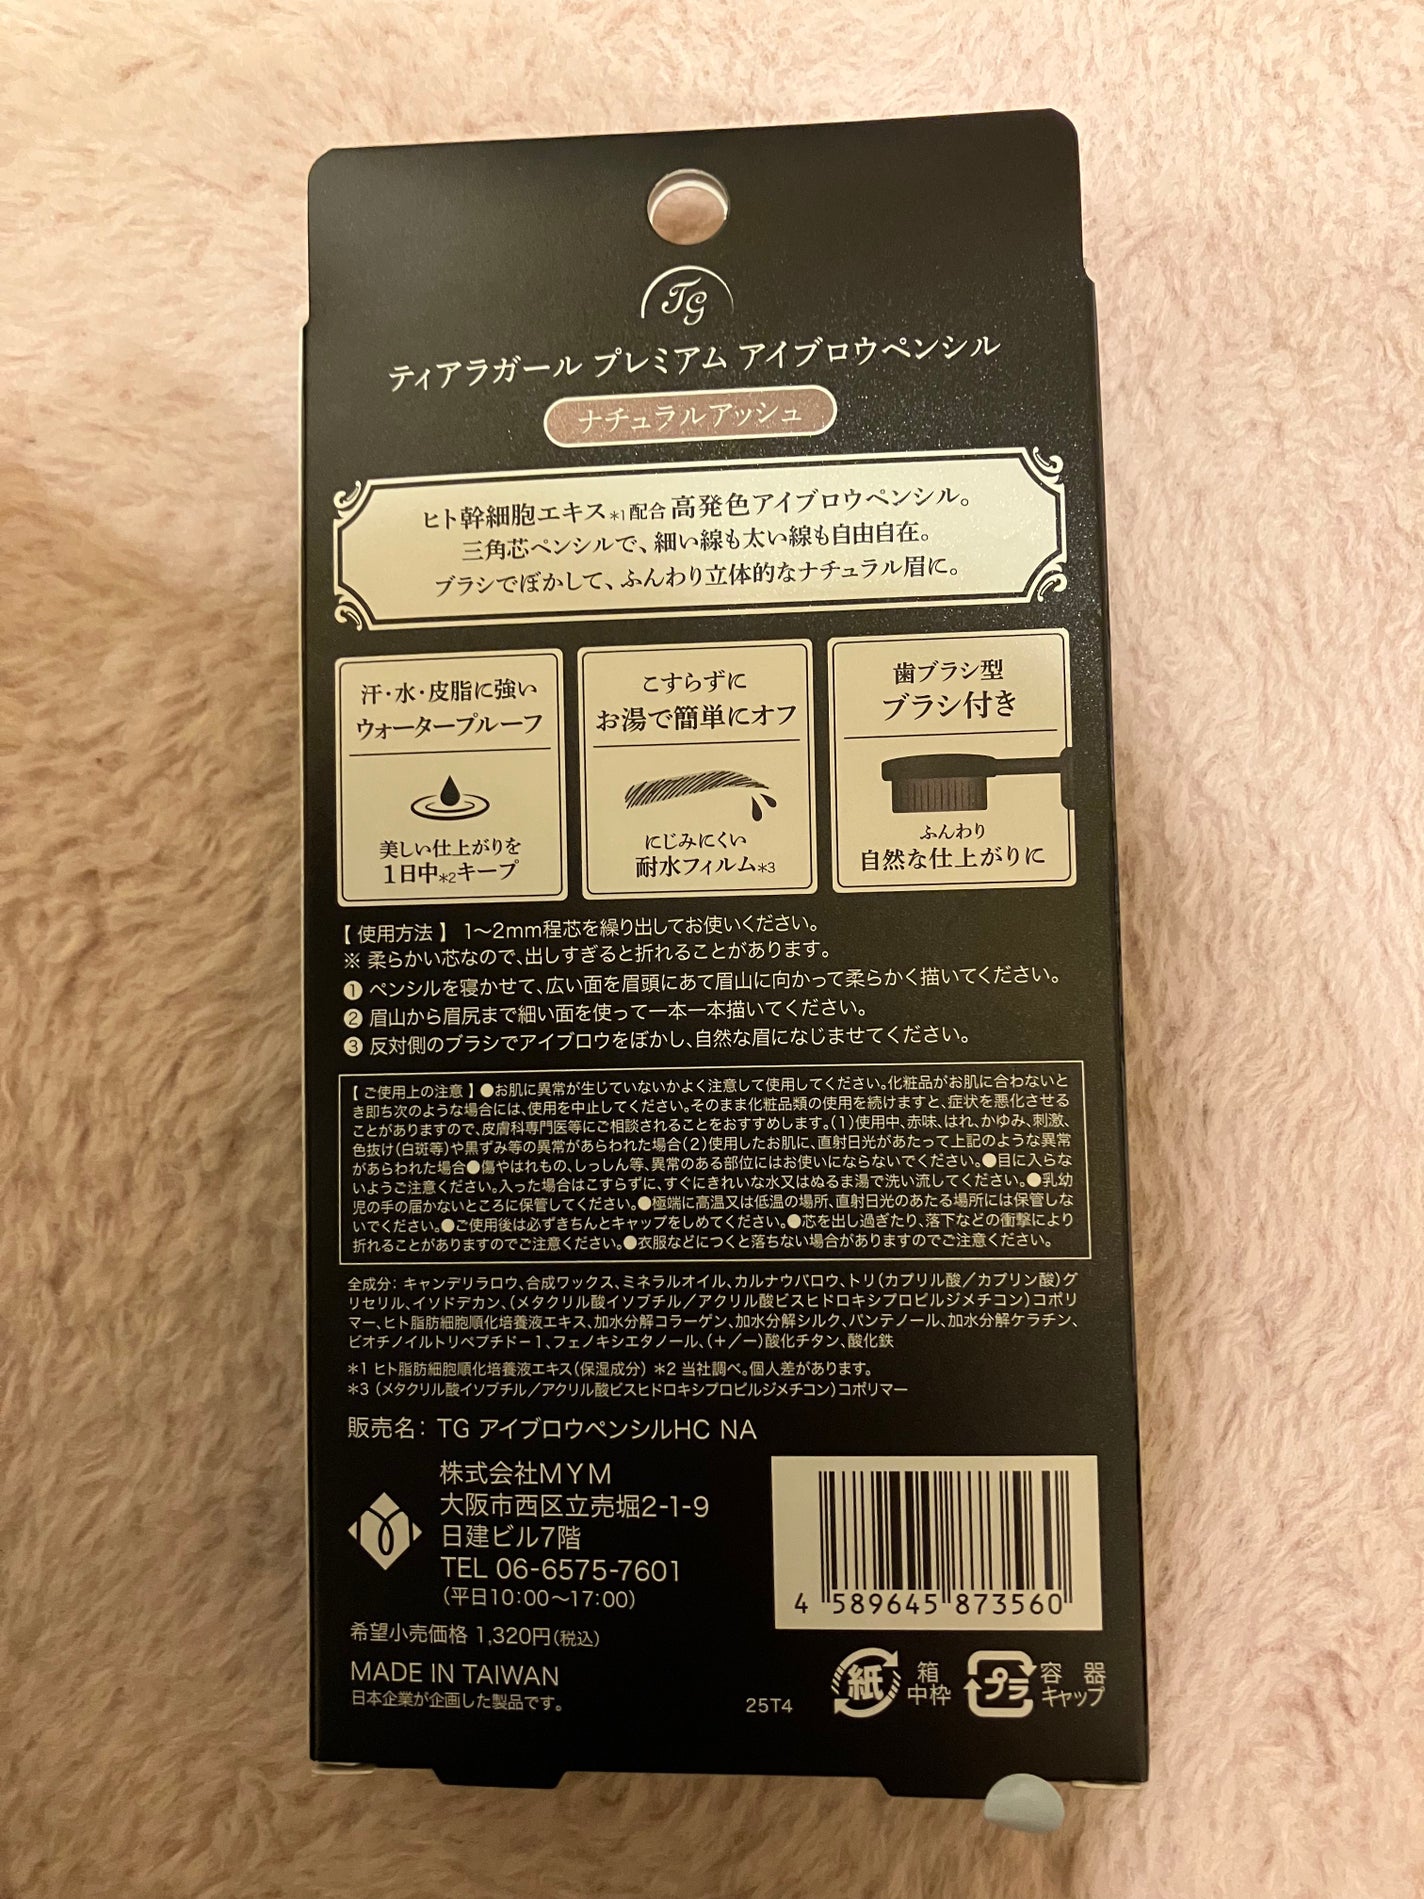 TG
ティアラガール プレミアム アイブロウペンシル
ナチュラルアッシュ
ヒト幹細胞エキス*1配合 高発色アイブロウペンシル。
三角芯ペンシルで、細い線も太い線も自由自在。
ブラシでぼかして、ふんわり立体的なナチュラル眉に。
汗・水・皮脂に強い
ウォータープルーフ
美しい仕上がりを
1日中*2キープ
こすらずに
お湯で簡単にオフ
にじみにくい
耐水フィルム*3
歯ブラシ型
ブラシ付き
ふんわり
自然な仕上がりに
【 使用方法 】 1〜2mm程芯を繰り出してお使いください。
※ 柔らかい芯なので、出しすぎると折れることがあります。
❶ ペンシルを寝かせて、広い面を眉頭にあて眉山に向かって柔らかく描いてください。
❷ 眉山から眉尻まで細い面を使って一本一本描いてください。
❸ 反対側のブラシでアイブロウをぼかし、自然な眉になじませてください。
【 ご使用上の注意 】●お肌に異常が生じていないかよく注意して使用してください。化粧品がお肌に合わないと
き即ち次のような場合には、使用を中止してください。そのまま化粧品類の使用を続けますと、症状を悪化させる
ことがありますので、皮膚科専門医等にご相談されることをおすすめします。(1)使用中、赤味、はれ、かゆみ、刺激、
色抜け(白斑等)や黒ずみ等の異常があらわれた場合(2)使用したお肌に、直射日光があたって上記のような異常
があらわれた場合●傷やはれもの、しっしん等、異常のある部位にはお使いにならないでください。●目に入らな
いようご注意ください。入った場合はこすらずに、すぐにきれいな水又はぬるま湯で洗い流してください。●乳幼
児の手の届かないところに保管してください。●極端に高温又は低温の場所、直射日光のあたる場所には保管しな
いでください。●ご使用後は必ずきちんとキャップをしめてください。●芯を出し過ぎたり、落下などの衝撃により
折れることがありますのでご注意ください。●衣服などにつくと落ちない場合がありますのでご注意ください。
全成分: キャンデリラロウ、合成ワックス、ミネラルオイル、カルナウバロウ、トリ(カプリル酸/カプリン酸)グ
リセリル、イソドデカン、(メタクリル酸イソブチル/アクリル酸ビスヒドロキシプロピルジメチコン)コポリ
マー、ヒト脂肪細胞順化培養液エキス、加水分解コラーゲン、加水分解シルク、パンテノール、加水分解ケラチン、
ビオチノイルトリペプチド−1、フェノキシエタノール、(+/−)酸化チタン、酸化鉄
*1 ヒト脂肪細胞順化培養液エキス(保湿成分) *2 当社調べ。個人差があります。
*3 (メタクリル酸イソブチル/アクリル酸ビスヒドロキシプロピルジメチコン)コポリマー
販売名: TG アイブロウペンシルHC NA
株式会社MYM
大阪市西区立売堀2-1-9
日建ビル7階
TEL 06-6575-7601
(平日10:00〜17:00)
希望小売価格 1,320円(税込)
MADE IN TAIWAN
日本企業が企画した製品です。
4 589645 873560
25T4
紙 箱 中枠
プラ 容器 キャップ